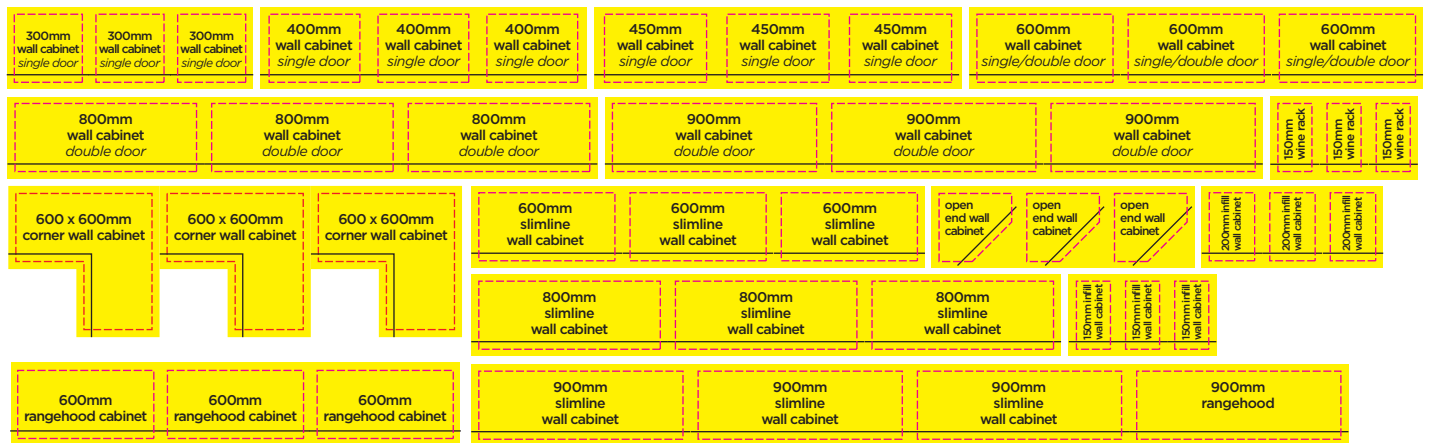 300mm
wall cabinet
single door
300mm
wall cabinet
single door
300mm
wall cabinet
single door
400mm
wall cabinet
single door
400mm
wall cabinet
single door
400mm
wall cabinet
single door
450mm
wall cabinet
single door
450mm
wall cabinet
single door
450mm
wall cabinet
single door
600mm
wall cabinet
single/double door
600mm
wall cabinet
single/double door
600mm
wall cabinet
single/double door
800mm
wall cabinet
double door
800mm
wall cabinet
double door
800mm
wall cabinet
double door
900mm
wall cabinet
double door
900mm
wall cabinet
double door
900mm
wall cabinet
double door
150mm
wine rack
150mm
wine rack
150mm
wine rack
600 x 600mm
corner wall cabinet
600 x 600mm
corner wall cabinet
600 x 600mm
corner wall cabinet
600mm
slimline
wall cabinet
600mm
slimline
wall cabinet
600mm
slimline
wall cabinet
open
end wall
cabinet
open
end wall
cabinet
open
end wall
cabinet
200mm infill
wall cabinet
200mm infill
wall cabinet
200mm infill
wall cabinet
800mm
slimline
wall cabinet
800mm
slimline
wall cabinet
800mm
slimline
wall cabinet
150mm infill
wall cabinet
150mm infill
wall cabinet
150mm infill
wall cabinet
600mm
rangehood cabinet
600mm
rangehood cabinet
600mm
rangehood cabinet
900mm
slimline
wall cabinet
900mm
slimline
wall cabinet
900mm
slimline
wall cabinet
900mm
rangehood